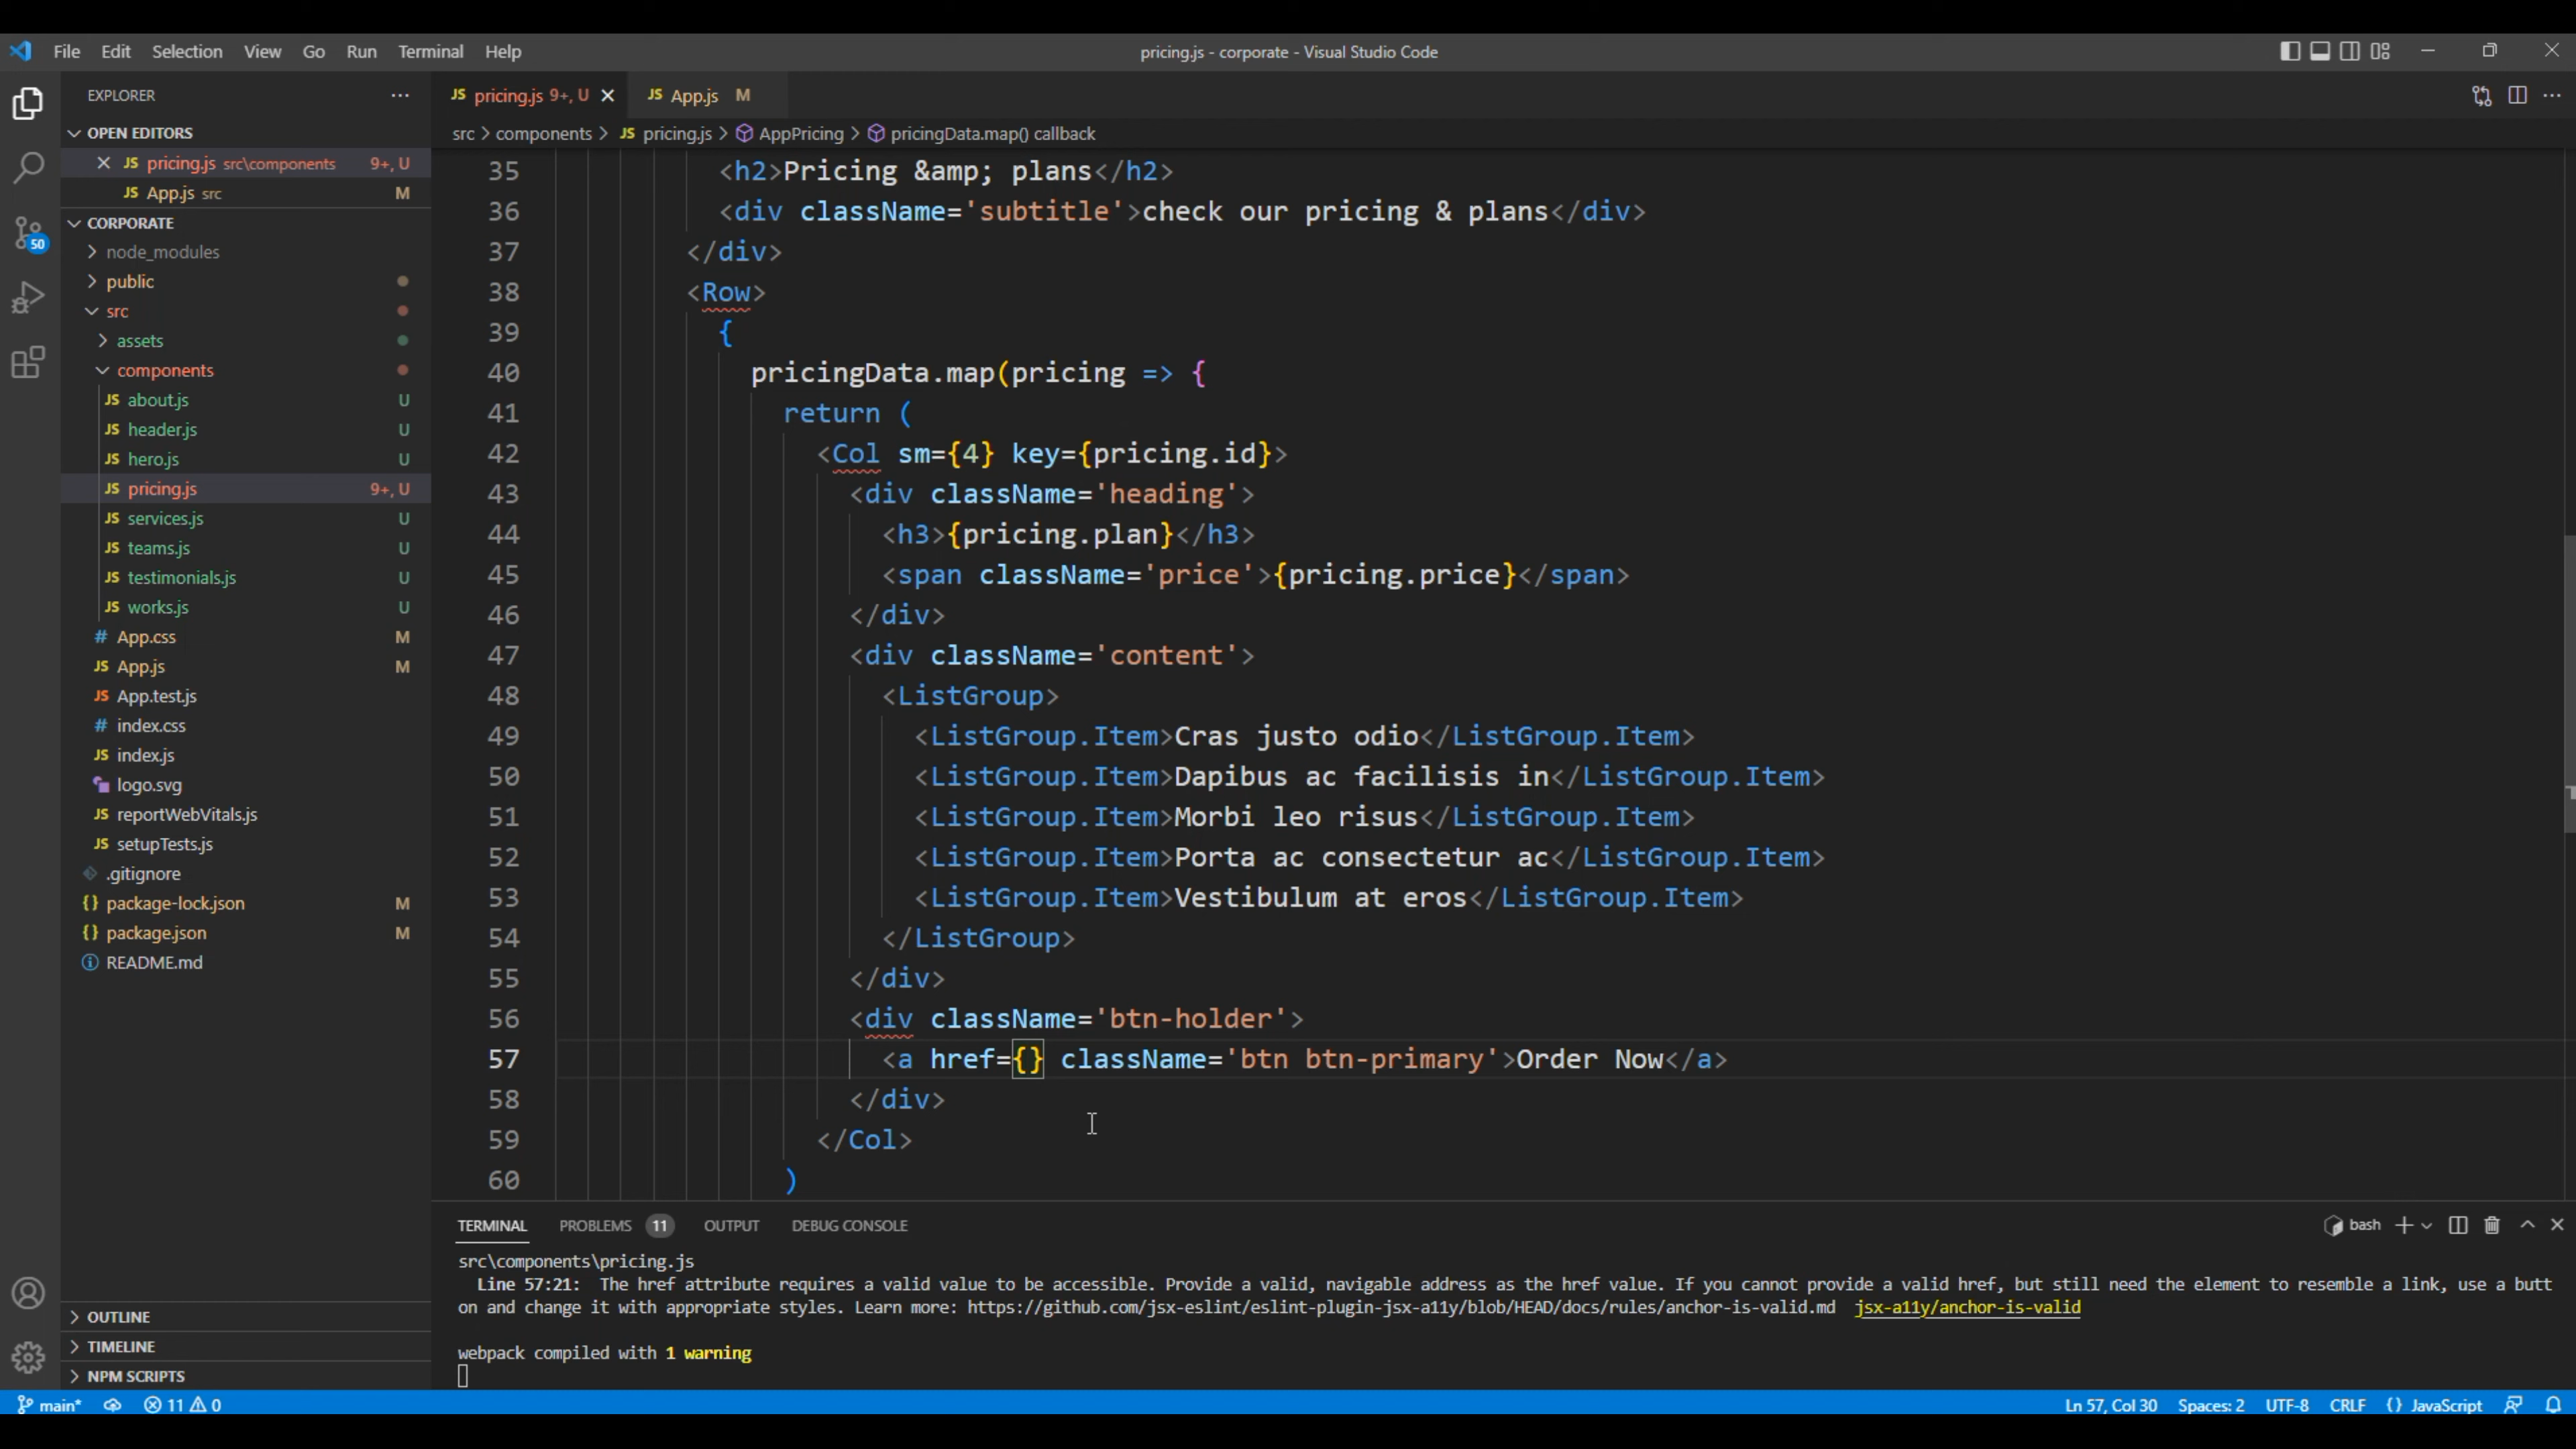 File Edit Selection View Go Run Terminal Help
pricing.js - corporate - Visual Studio Code
EXPLORER
OPEN EDITORS
JS pricing.js src\components 9+, U
JS App.js src M
CORPORATE
node_modules
public
src
assets
components
JS about.js U
JS header.js U
JS hero.js U
JS pricing.js 9+, U
JS services.js U
JS teams.js U
JS testimonials.js U
JS works.js U
# App.css M
JS App.js M
JS App.test.js
# index.css
JS index.js
logo.svg
JS reportWebVitals.js
JS setupTests.js
.gitignore
{} package-lock.json M
{} package.json M
README.md
OUTLINE
TIMELINE
NPM SCRIPTS
50
JS pricing.js 9+, U JS App.js M
src > components > JS pricing.js > AppPricing > pricingData.map() callback
35 <h2>Pricing &amp; plans</h2>
36 <div className='subtitle'>check our pricing & plans</div>
37 </div>
38 <Row>
39 {
40 pricingData.map(pricing => {
41 return (
42 <Col sm={4} key={pricing.id}>
43 <div className='heading'>
44 <h3>{pricing.plan}</h3>
45 <span className='price'>{pricing.price}</span>
46 </div>
47 <div className='content'>
48 <ListGroup>
49 <ListGroup.Item>Cras justo odio</ListGroup.Item>
50 <ListGroup.Item>Dapibus ac facilisis in</ListGroup.Item>
51 <ListGroup.Item>Morbi leo risus</ListGroup.Item>
52 <ListGroup.Item>Porta ac consectetur ac</ListGroup.Item>
53 <ListGroup.Item>Vestibulum at eros</ListGroup.Item>
54 </ListGroup>
55 </div>
56 <div className='btn-holder'>
57 <a href={} className='btn btn-primary'>Order Now</a>
58 </div>
59 </Col>
60 )
TERMINAL PROBLEMS 11 OUTPUT DEBUG CONSOLE
bash
src\components\pricing.js
Line 57:21: The href attribute requires a valid value to be accessible. Provide a valid, navigable address as the href value. If you cannot provide a valid href, but still need the element to resemble a link, use a butt
on and change it with appropriate styles. Learn more: https://github.com/jsx-eslint/eslint-plugin-jsx-a11y/blob/HEAD/docs/rules/anchor-is-valid.md jsx-a11y/anchor-is-valid
webpack compiled with 1 warning
main* 11 0
Ln 57, Col 30 Spaces: 2 UTF-8 CRLF {} JavaScript